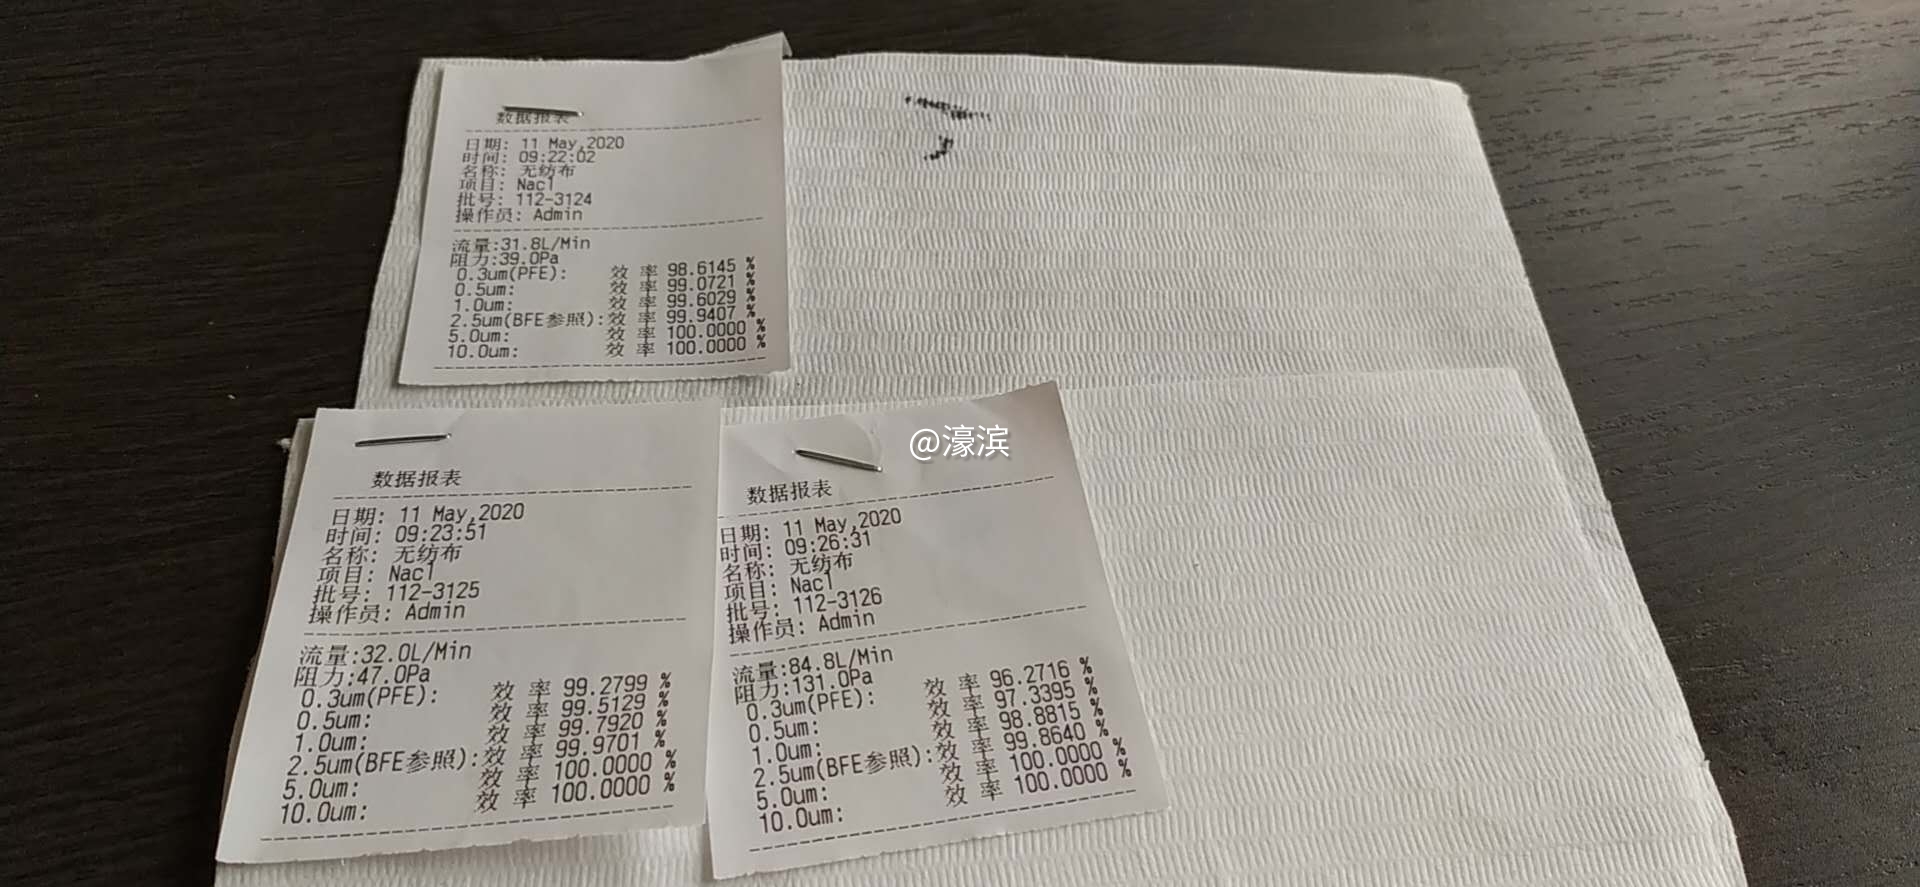 数据报表
日期: 11 May,2020
时间: 09:22:02
名称: 无纺布
项目: Nacl
批号: 112-3124
操作员: Admin
流量:31.8L/Min
阻力:39.0Pa
0.3um(PFE): 效 率 98.6145 %
0.5um: 效 率 99.0721 %
1.0um: 效 率 99.6029 %
2.5um(BFE参照):效 率 99.9407 %
5.0um: 效 率 100.0000 %
10.0um: 效 率 100.0000 %
数据报表
日期: 11 May,2020
时间: 09:23:51
名称: 无纺布
项目: Nacl
批号: 112-3125
操作员: Admin
流量:32.0L/Min
阻力:47.0Pa
0.3um(PFE): 效 率 99.2799 %
0.5um: 效 率 99.5129 %
1.0um: 效 率 99.7920 %
2.5um(BFE参照):效 率 99.9701 %
5.0um: 效 率 100.0000 %
10.0um: 效 率 100.0000 %
@濠滨
数据报表
日期: 11 May,2020
时间: 09:26:31
名称: 无纺布
项目: Nacl
批号: 112-3126
操作员: Admin
流量:84.8L/Min
阻力:131.0Pa
0.3um(PFE): 效 率 96.2716 %
0.5um: 效 率 97.3395 %
1.0um: 效 率 98.8815 %
2.5um(BFE参照):效 率 99.8640 %
5.0um: 效 率 100.0000 %
10.0um: 效 率 100.0000 %